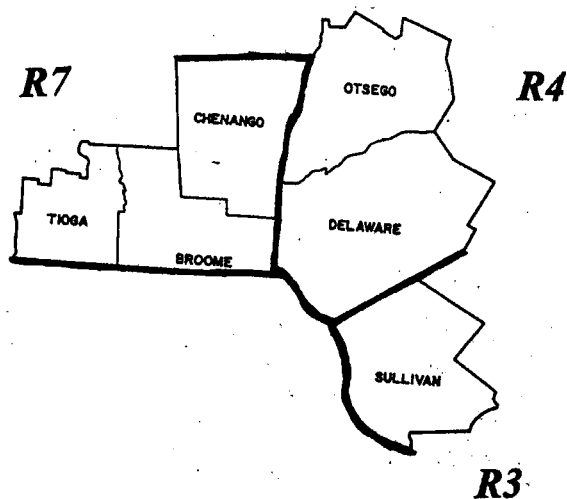 R7
R4
OTSEGO
CHENANGO
TIOGA
DELAWARE
BROOME
SULLIVAN
R3